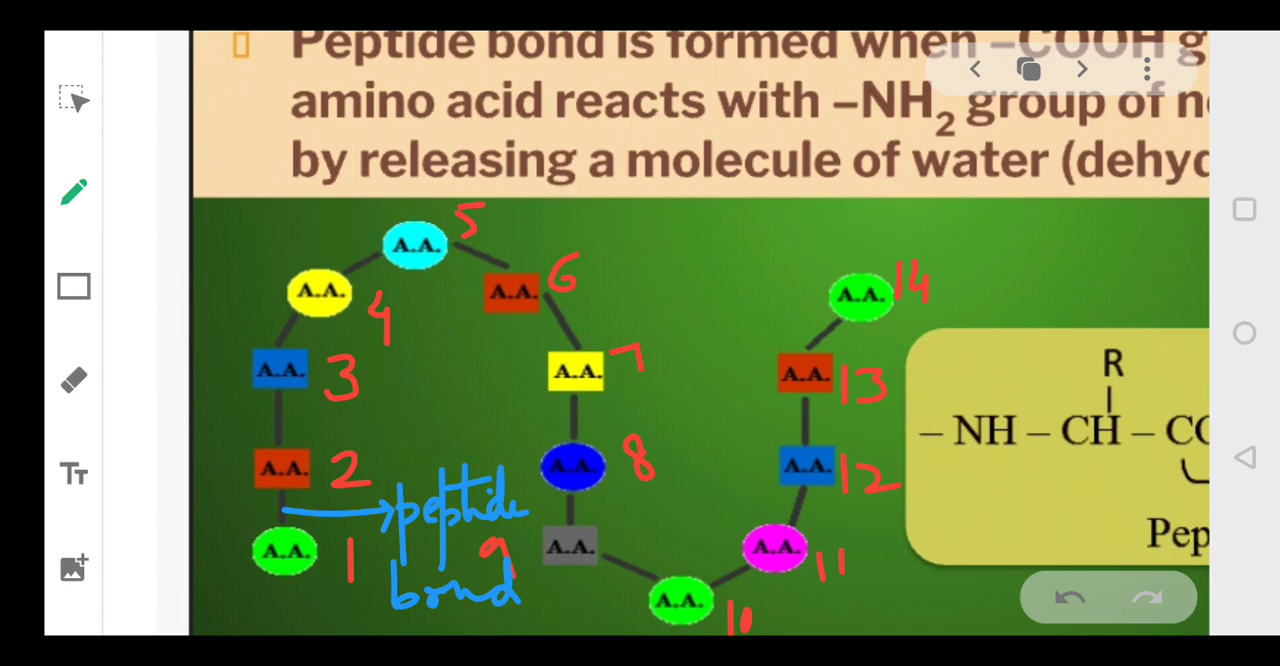 Peptide bond is formed when –COOH g
amino acid reacts with –NH2 group of n
by releasing a molecule of water (dehyd
A.A. 5
A.A. 4
A.A. 6
A.A. 14
A.A. 3
A.A. 7
A.A. 13
A.A. 2
A.A. 8
A.A. 12
peptide
bond
A.A. 1
A.A. 9
A.A. 11
A.A. 10
R
– NH – CH – CO
Pep
Tт